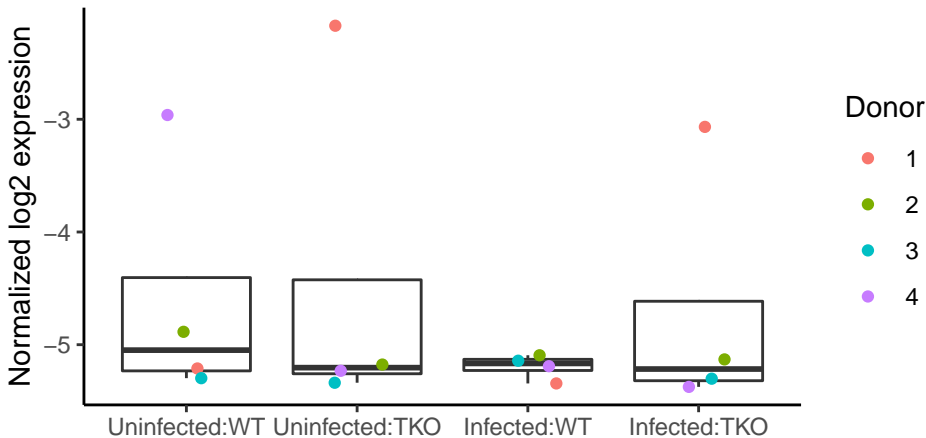 Normalized log2 expression
−3
−4
−5
Uninfected:WT
Uninfected:TKO
Infected:WT
Infected:TKO
Donor
1
2
3
4